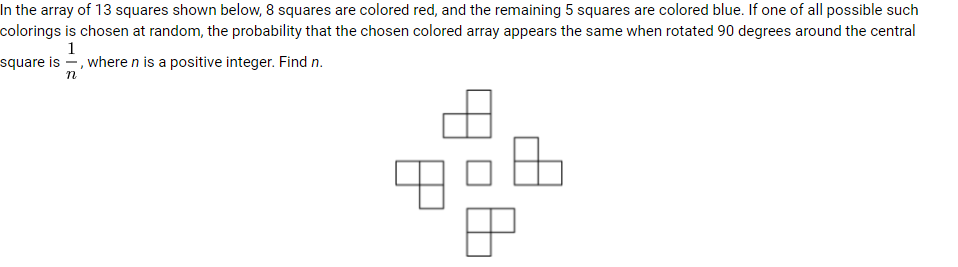 In the array of 13 squares shown below, 8 squares are colored red, and the remaining 5 squares are colored blue. If one of all possible such
colorings is chosen at random, the probability that the chosen colored array appears the same when rotated 90 degrees around the central
square is 1/n, where n is a positive integer. Find n.